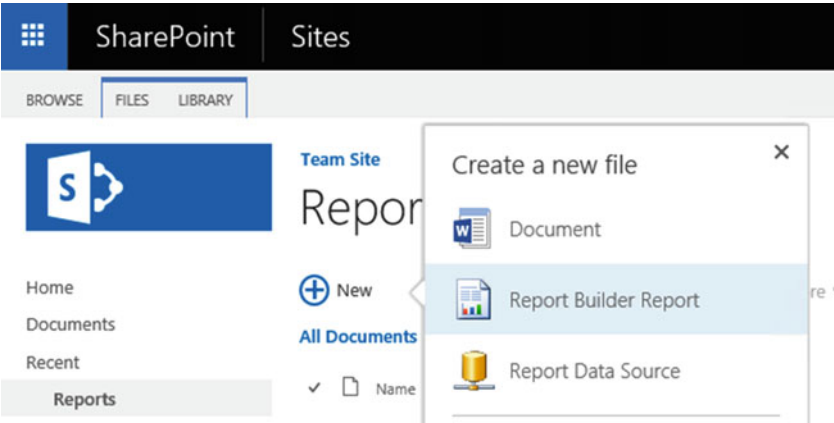 SharePoint Sites
BROWSE FILES LIBRARY
Team Site
Repor
Home
Documents
Recent
Reports
New
All Documents
Name
Create a new file
Document
Report Builder Report
Report Data Source
re